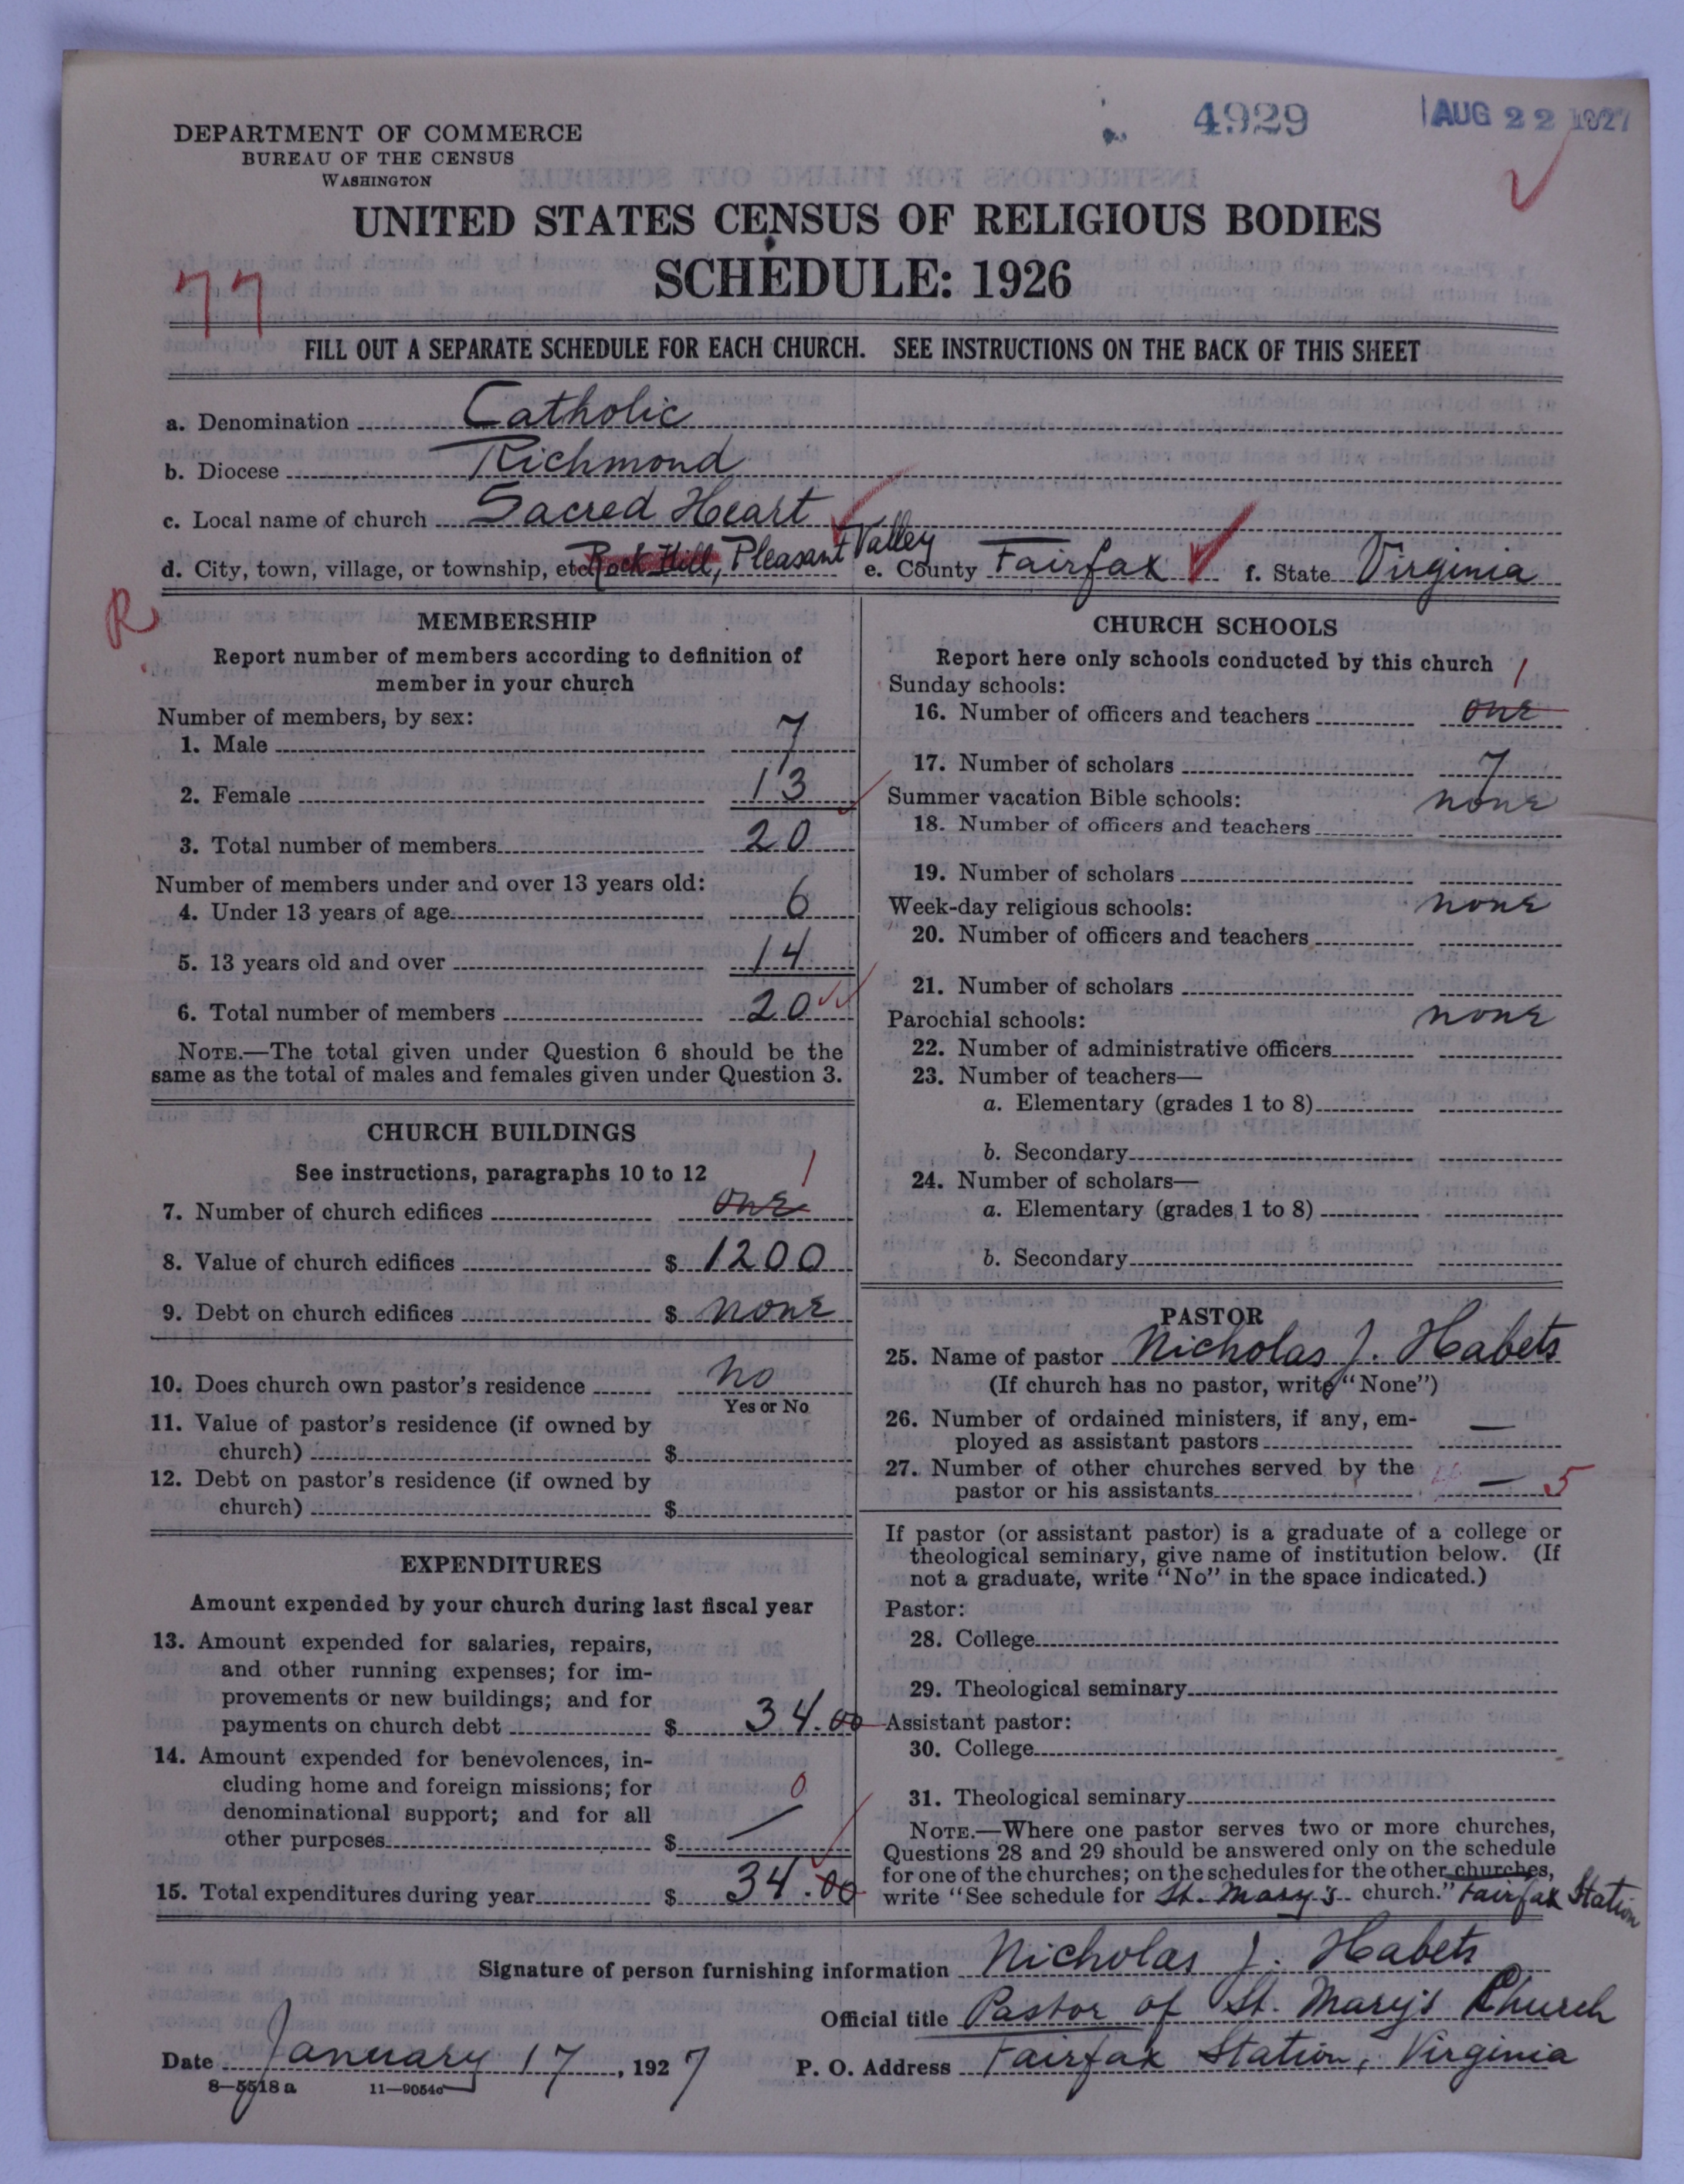 4929
AUG 22 1927
DEPARTMENT OF COMMERCE
BUREAU OF THE CENSUS
WASHINGTON
UNITED STATES CENSUS OF RELIGIOUS BODIES
SCHEDULE: 1926
77
FILL OUT A SEPARATE SCHEDULE FOR EACH CHURCH. SEE INSTRUCTIONS ON THE BACK OF THIS SHEET
a. Denomination Catholic
b. Diocese Richmond
c. Local name of church Sacred Heart
d. City, town, village, or township, etc. Rock Hill, Pleasant Valley e. County Fairfax f. State Virginia
R
MEMBERSHIP
Report number of members according to definition of
member in your church
Number of members, by sex:
1. Male 7
2. Female 13
3. Total number of members 20
Number of members under and over 13 years old:
4. Under 13 years of age 6
5. 13 years old and over 14
6. Total number of members 20
NOTE.—The total given under Question 6 should be the
same as the total of males and females given under Question 3.
CHURCH BUILDINGS
See instructions, paragraphs 10 to 12
1
7. Number of church edifices one
8. Value of church edifices $ 1200
9. Debt on church edifices $ none
10. Does church own pastor's residence no
Yes or No
11. Value of pastor's residence (if owned by
church) $
12. Debt on pastor's residence (if owned by
church) $
EXPENDITURES
Amount expended by your church during last fiscal year
13. Amount expended for salaries, repairs,
and other running expenses; for im-
provements or new buildings; and for
payments on church debt $ 34.00
14. Amount expended for benevolences, in-
cluding home and foreign missions; for
denominational support; and for all 0
other purposes $ —
15. Total expenditures during year $ 34.00
CHURCH SCHOOLS
Report here only schools conducted by this church
Sunday schools: 1
16. Number of officers and teachers one
17. Number of scholars 7
Summer vacation Bible schools: none
18. Number of officers and teachers
19. Number of scholars
Week-day religious schools: none
20. Number of officers and teachers
21. Number of scholars
Parochial schools: none
22. Number of administrative officers
23. Number of teachers—
a. Elementary (grades 1 to 8)
b. Secondary
24. Number of scholars—
a. Elementary (grades 1 to 8)
b. Secondary
PASTOR
25. Name of pastor Nicholas J. Habets
(If church has no pastor, write "None")
26. Number of ordained ministers, if any, em-
ployed as assistant pastors —
27. Number of other churches served by the
pastor or his assistants — 5
If pastor (or assistant pastor) is a graduate of a college or
theological seminary, give name of institution below. (If
not a graduate, write "No" in the space indicated.)
Pastor:
28. College
29. Theological seminary
Assistant pastor:
30. College
31. Theological seminary
NOTE.—Where one pastor serves two or more churches,
Questions 28 and 29 should be answered only on the schedule
for one of the churches; on the schedules for the other churches,
write "See schedule for St. Mary's church." Fairfax Station
Signature of person furnishing information Nicholas J. Habets
Official title Pastor of St. Mary's Church
Date January 17, 1927 P. O. Address Fairfax Station, Virginia
8—5518a 11—9054c